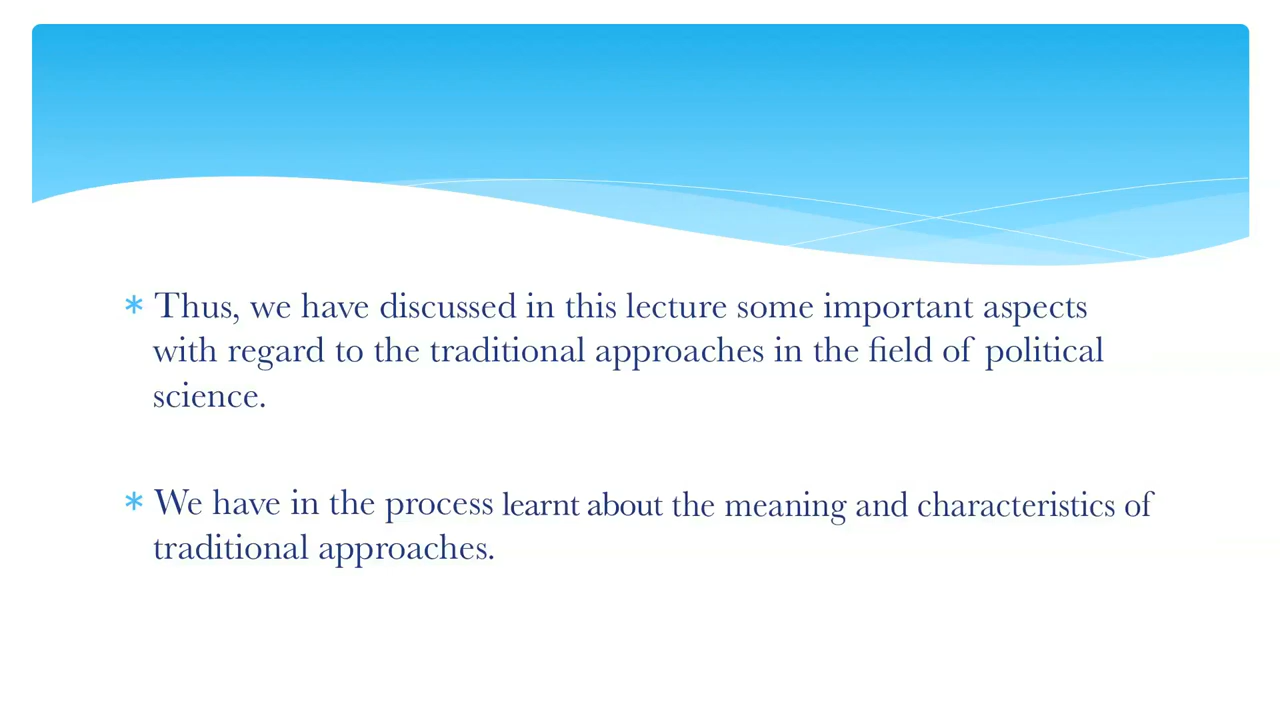 * Thus, we have discussed in this lecture some important aspects
with regard to the traditional approaches in the field of political
science.
* We have in the process learnt about the meaning and characteristics of
traditional approaches.